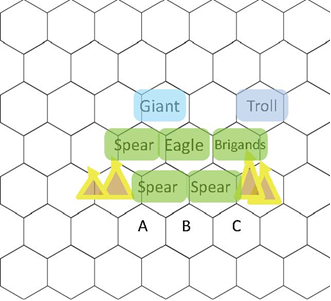 Giant Troll
Spear Eagle Brigands
Spear Spear
A B C